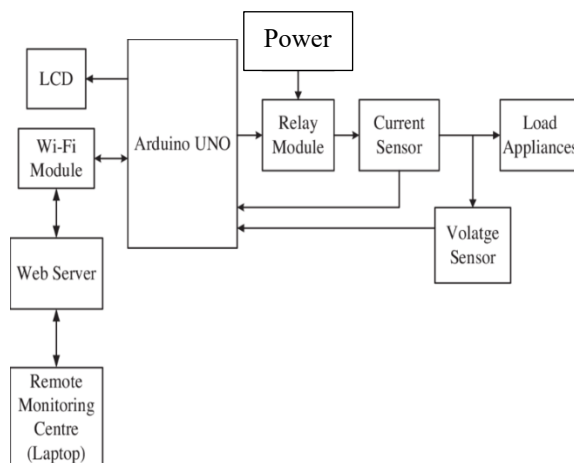 Power
LCD
Arduino UNO
Relay
Module
Current
Sensor
Load
Appliances
Wi-Fi
Module
Volatge
Sensor
Web Server
Remote
Monitoring
Centre
(Laptop)